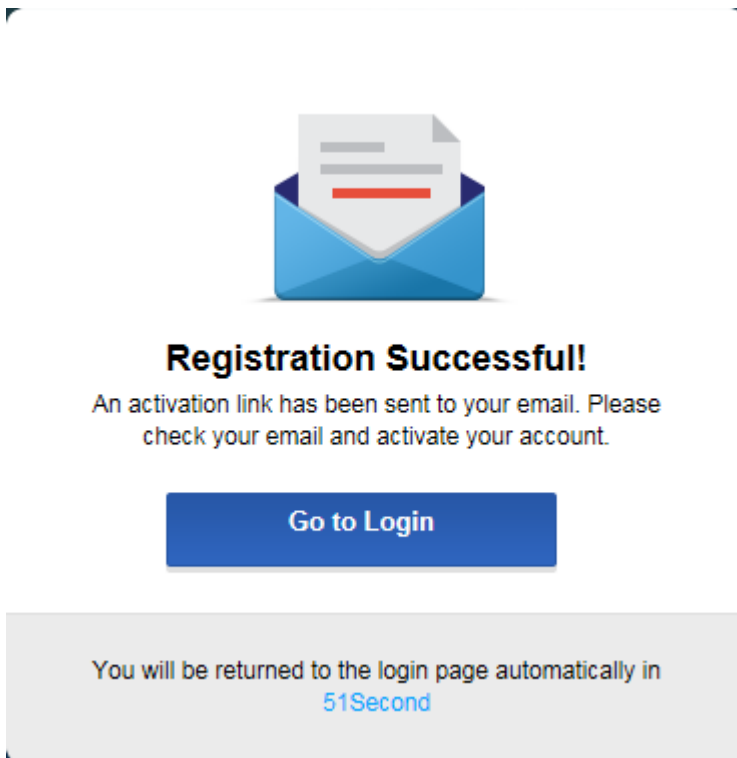 Registration Successful!
An activation link has been sent to your email. Please
check your email and activate your account.
Go to Login
You will be returned to the login page automatically in
51Second